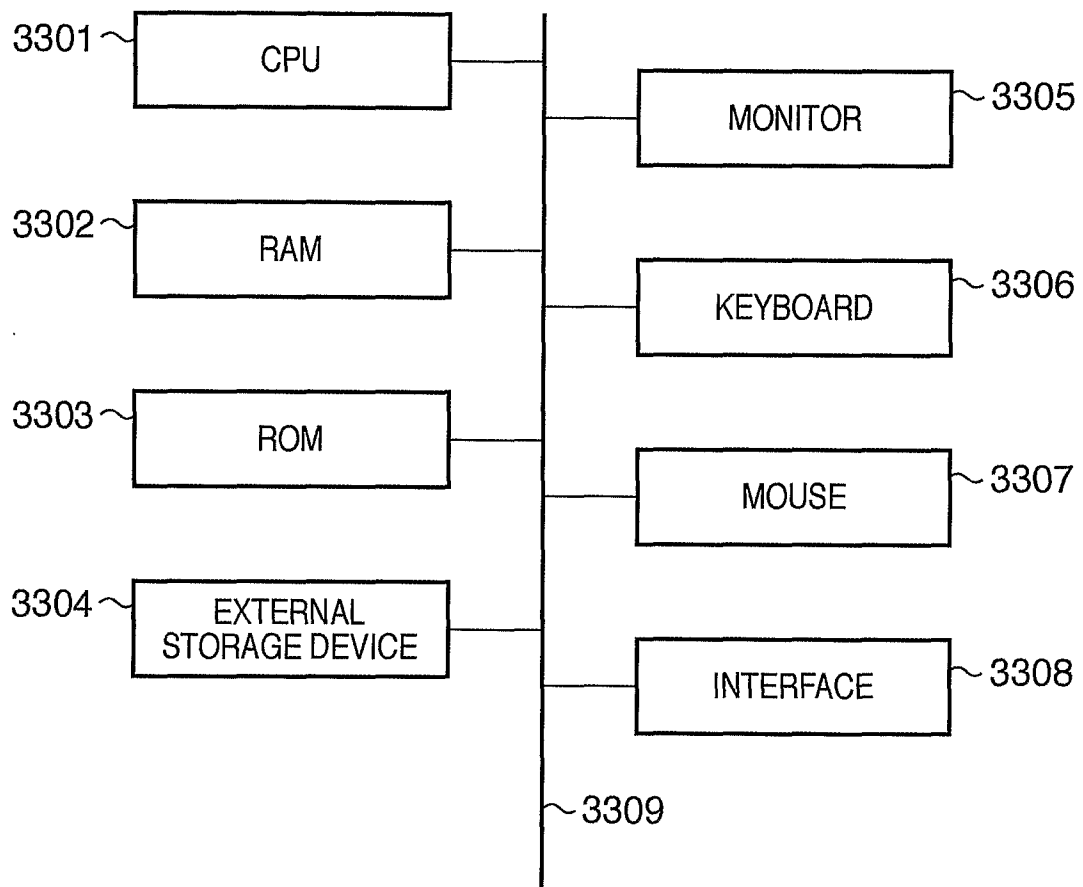 3301
CPU
3302
RAM
3303
ROM
3304
EXTERNAL
STORAGE DEVICE
3305
MONITOR
3306
KEYBOARD
3307
MOUSE
3308
INTERFACE
3309